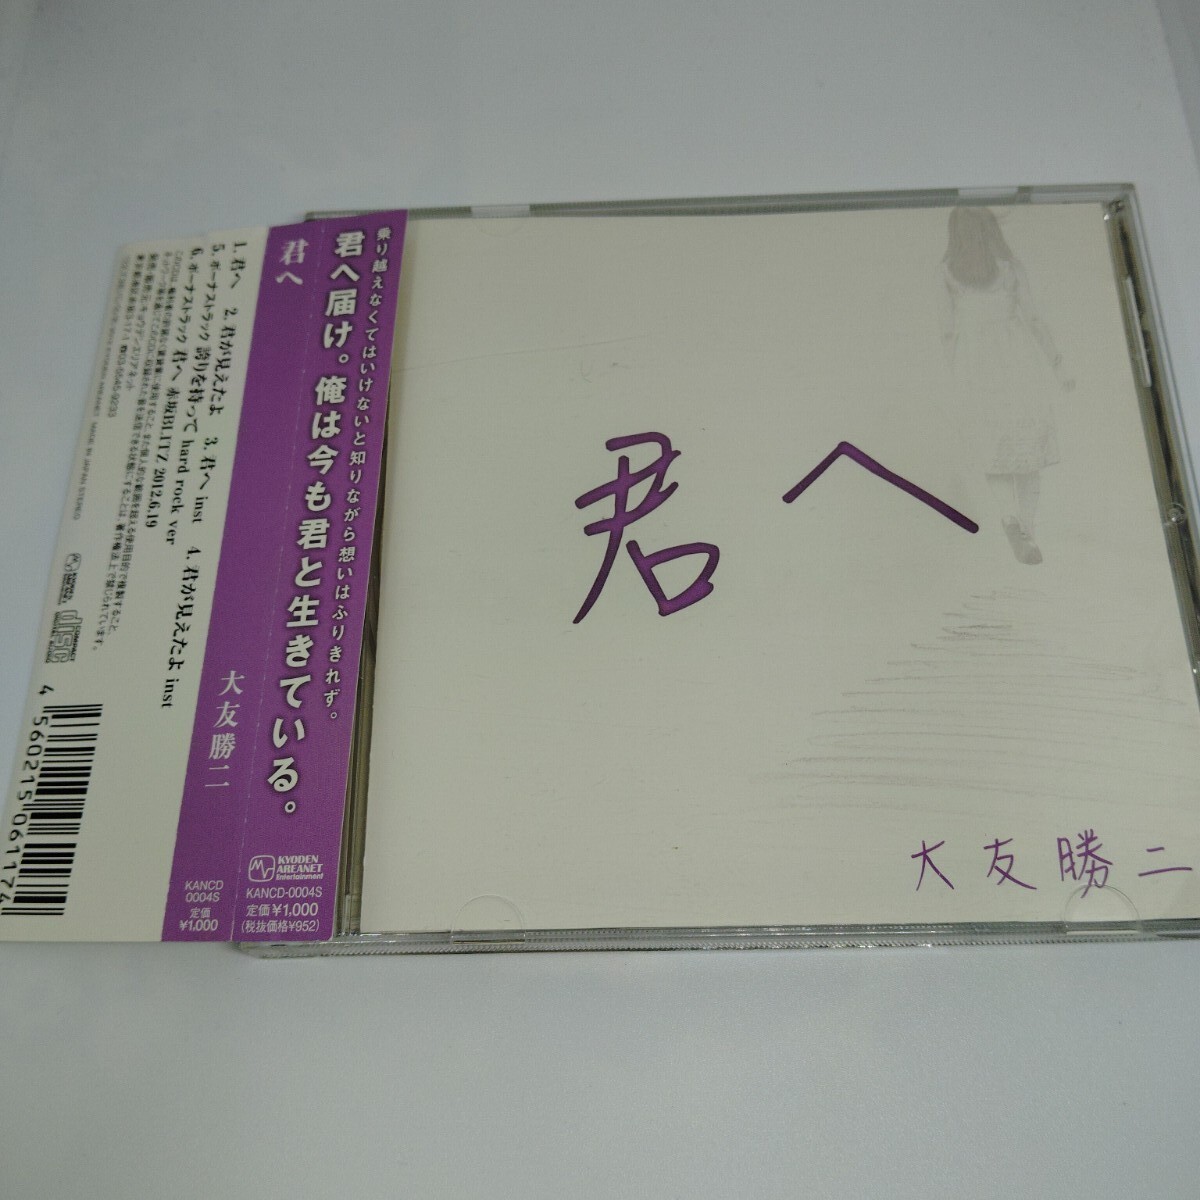 君へ
大友勝二
乗り越えなくてはいけないと知りながら想いはふりきれず。
君へ届け。俺は今も君と生きている。
KYODEN
AREANET
Entertainment
KANCD-0004S
定価¥1,000
(税抜価格¥952)
君へ
大友勝二
KANCD
0004S
定価
¥1,000
1. 君へ 2. 君が見えたよ 3. 君へ inst 4. 君が見えたよ inst
5. ボーナストラック 誇りを持って hard rock ver
6. ボーナストラック 君へ 赤坂BLITZ 2012.6.19
☎03-5545-9233
COMPACT
disc
4 560215 061174